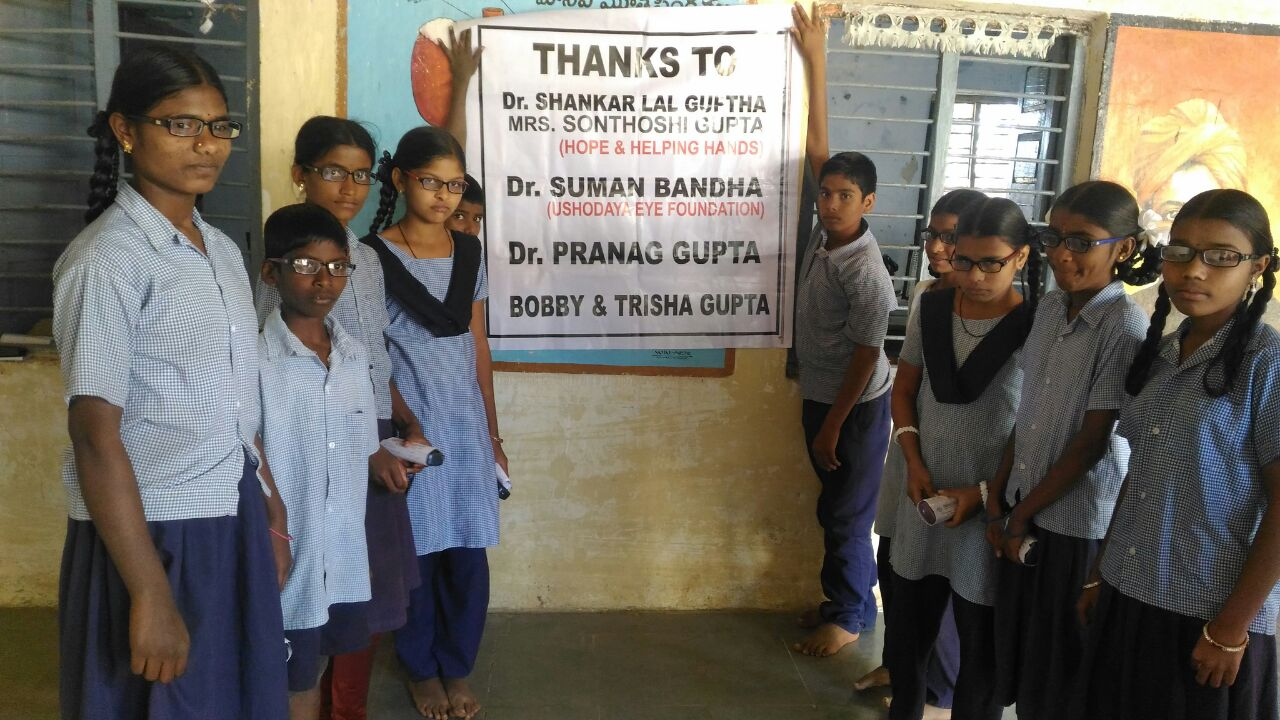 THANKS TO
Dr. SHANKAR LAL GUPTHA
MRS. SONTHOSHI GUPTA
(HOPE & HELPING HANDS)
Dr. SUMAN BANDHA
(USHODAYA EYE FOUNDATION)
Dr. PRANAG GUPTA
BOBBY & TRISHA GUPTA